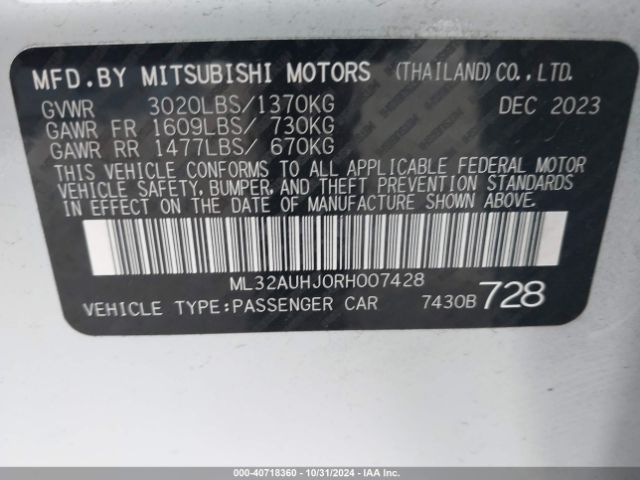 MFD.BY MITSUBISHI MOTORS (THAILAND)CO.,LTD.
GVWR 3020LBS/1370KG DEC 2023
GAWR FR 1609LBS/ 730KG
GAWR RR 1477LBS/ 670KG
THIS VEHICLE CONFORMS TO ALL APPLICABLE FEDERAL MOTOR
VEHICLE SAFETY, BUMPER, AND THEFT PREVENTION STANDARDS
IN EFFECT ON THE DATE OF MANUFACTURE SHOWN ABOVE.
ML32AUHJ0RH007428
VEHICLE TYPE:PASSENGER CAR 7430B 728
000-40718360 - 10/31/2024 - IAA Inc.